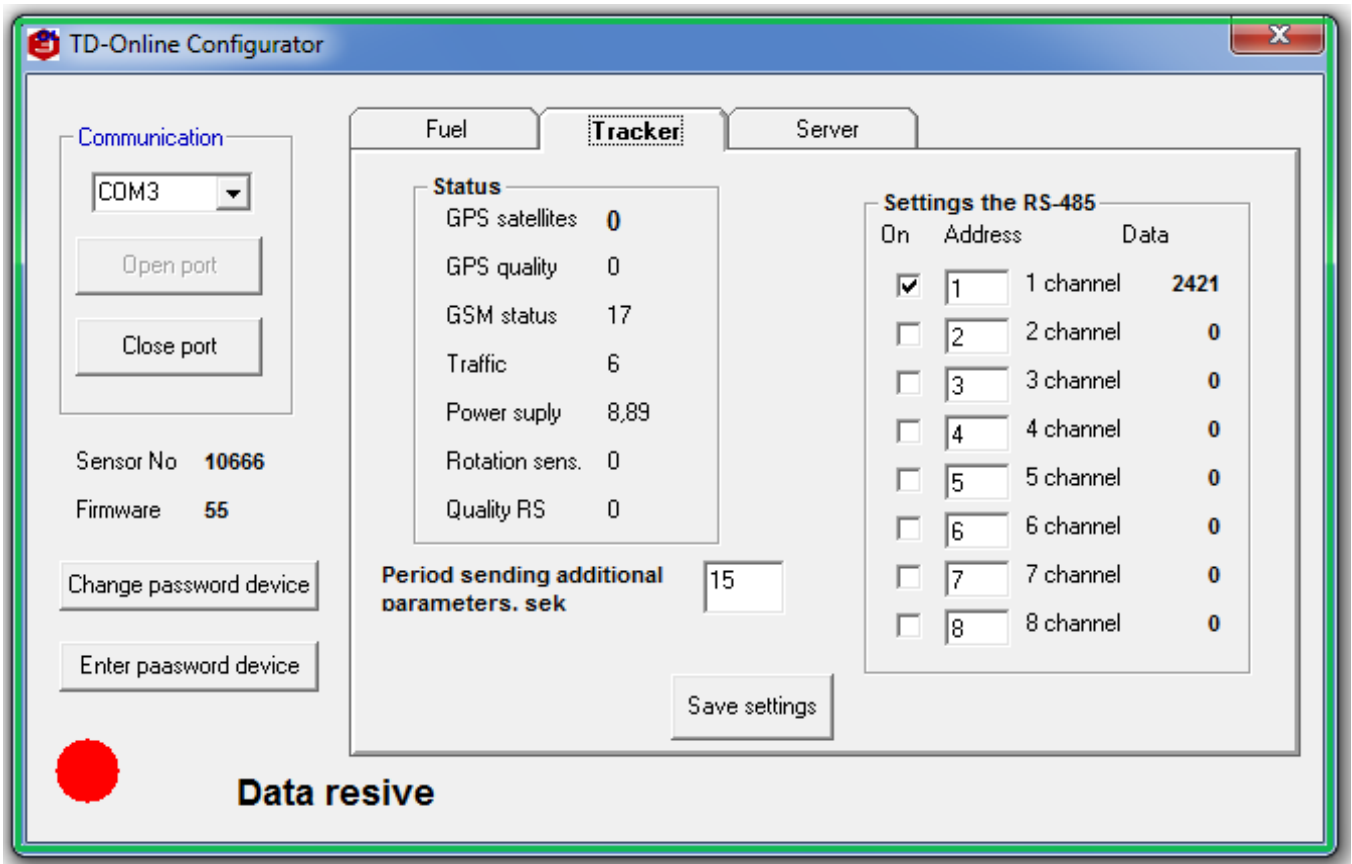 TD-Online Configurator
Communication
COM3
Open port
Close port
Sensor No 10666
Firmware 55
Change password device
Enter paasword device
Data resive
Fuel Tracker Server
Status
GPS satellites 0
GPS quality 0
GSM status 17
Traffic 6
Power suply 8,89
Rotation sens. 0
Quality RS 0
Period sending additional
parameters. sek
15
Save settings
Settings the RS-485
On Address Data
1 1 channel 2421
2 2 channel 0
3 3 channel 0
4 4 channel 0
5 5 channel 0
6 6 channel 0
7 7 channel 0
8 8 channel 0